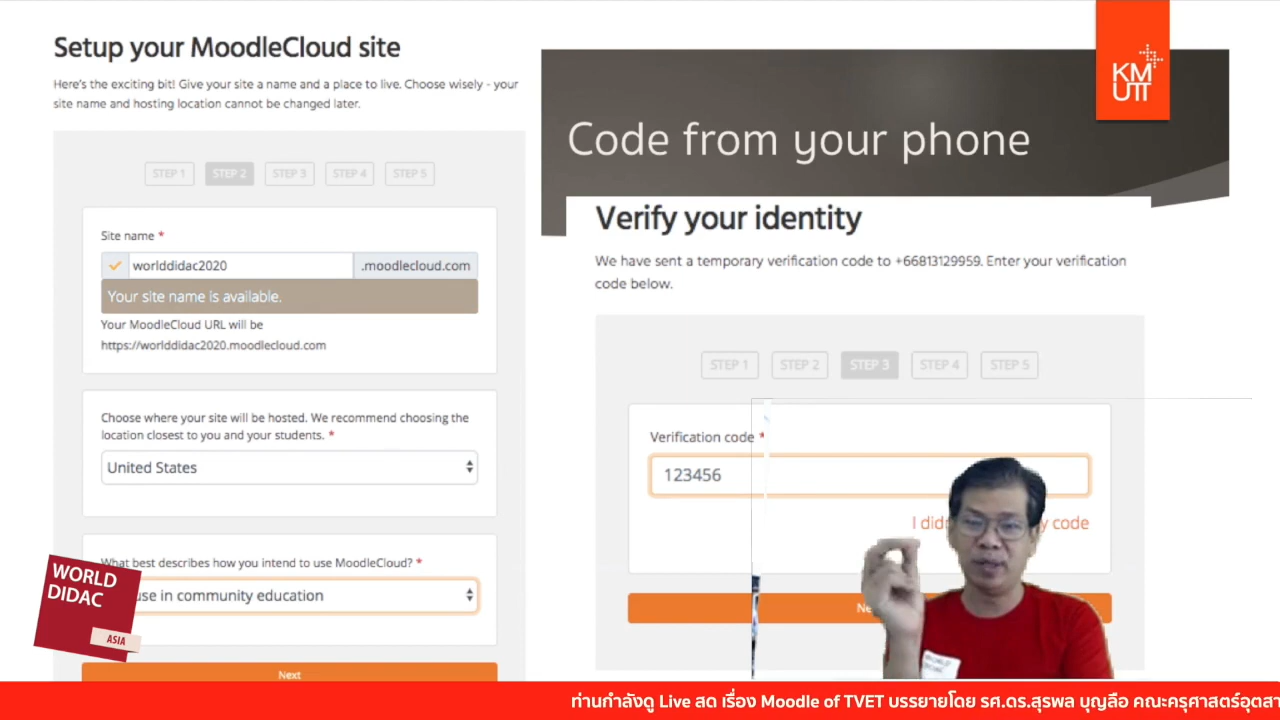 Setup your MoodleCloud site
Here's the exciting bit! Give your site a name and a place to live. Choose wisely - your
site name and hosting location cannot be changed later.
STEP 1 STEP 2 STEP 3 STEP 4 STEP 5
Site name *
worlddidac2020 .moodlecloud.com
Your site name is available.
Your MoodleCloud URL will be
https://worlddidac2020.moodlecloud.com
Choose where your site will be hosted. We recommend choosing the
location closest to you and your students. *
United States
What best describes how you intend to use MoodleCloud? *
use in community education
Next
WORLD
DIDAC
ASIA
KM
UTT
Code from your phone
Verify your identity
We have sent a temporary verification code to +66813129959. Enter your verification
code below.
STEP 1 STEP 2 STEP 3 STEP 4 STEP 5
Verification code *
123456
I did code
ท่านกำลังดู Live สด เรื่อง Moodle of TVET บรรยายโดย รศ.ดร.สุรพล บุญลือ คณะครุศาสตร์อุตสา